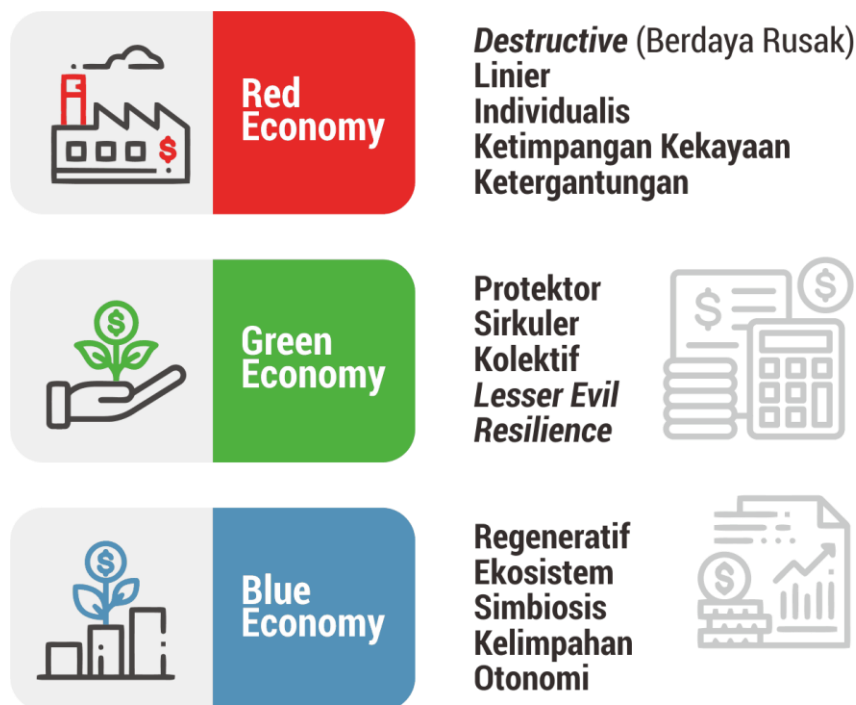 Red
Economy
Destructive (Berdaya Rusak)
Linier
Individualis
Ketimpangan Kekayaan
Ketergantungan
Green
Economy
Protektor
Sirkuler
Kolektif
Lesser Evil
Resilience
Blue
Economy
Regeneratif
Ekosistem
Simbiosis
Kelimpahan
Otonomi